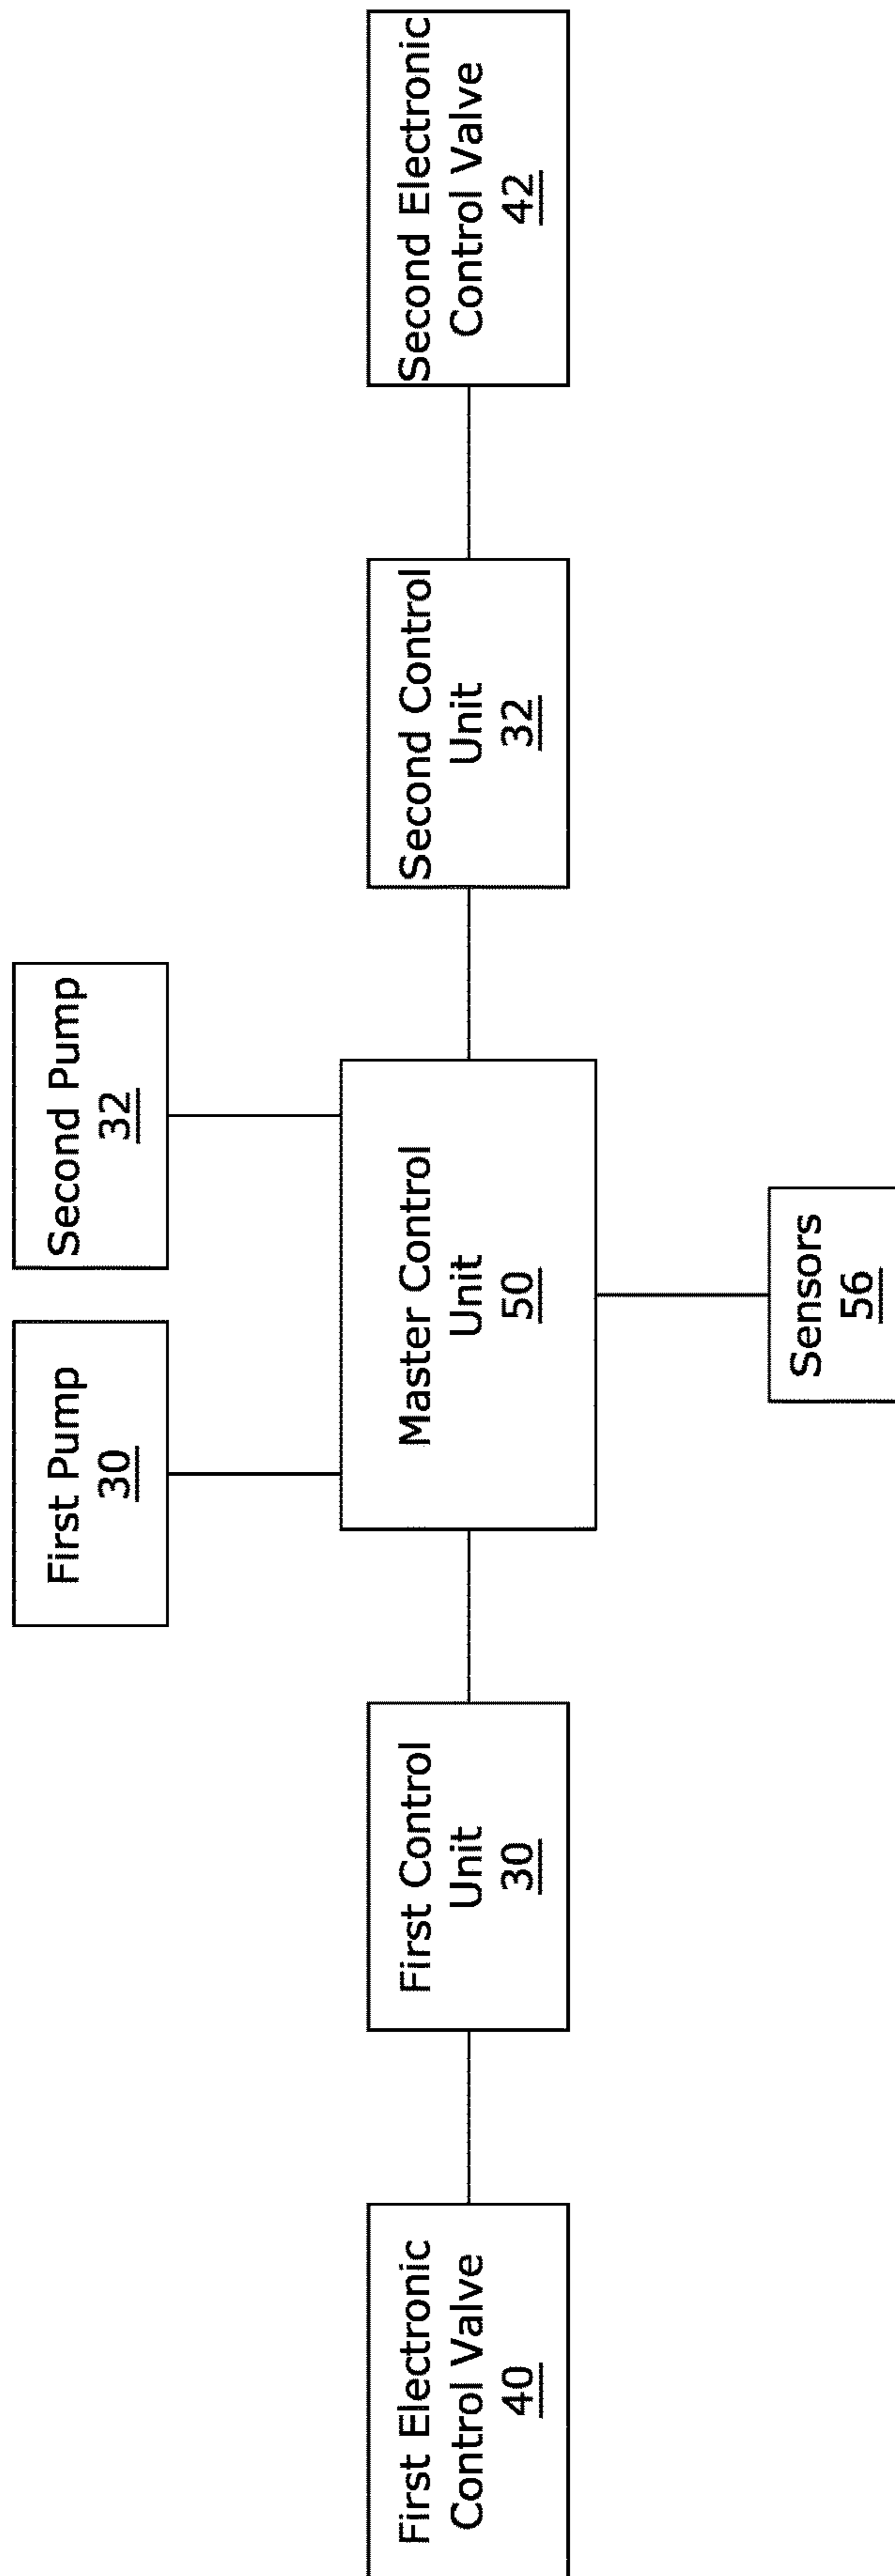 First Pump
30
Second Pump
32
First Electronic
Control Valve
40
First Control
Unit
30
Master Control
Unit
50
Second Control
Unit
32
Second Electronic
Control Valve
42
Sensors
56